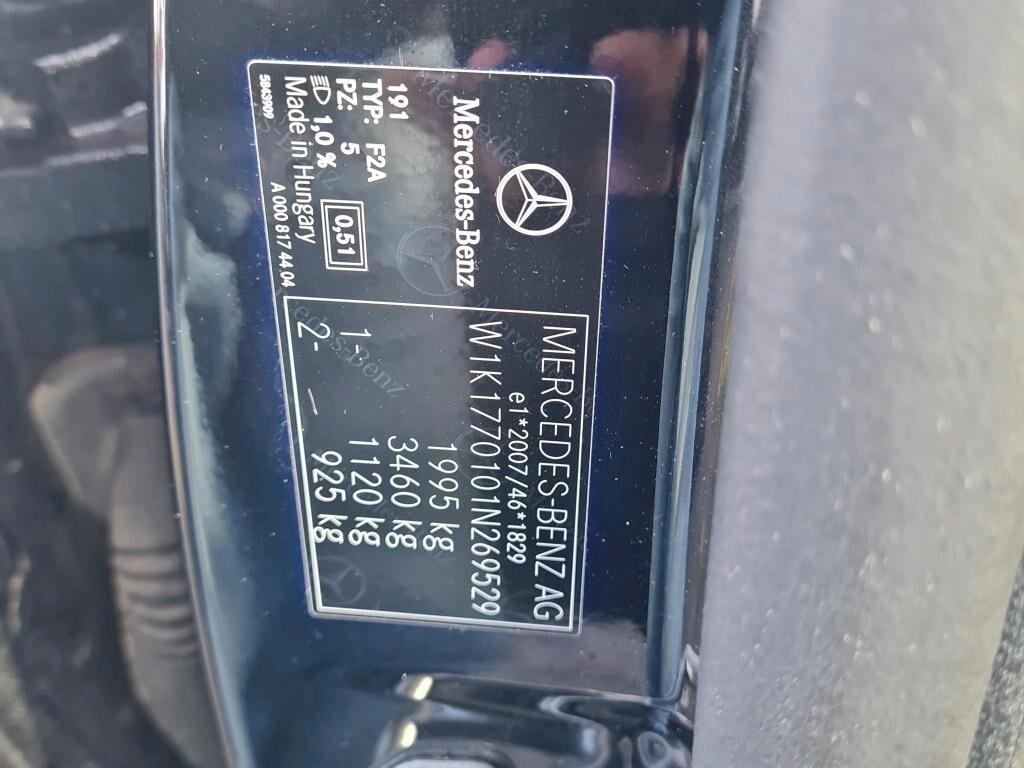 Mercedes-Benz
191
TYP: F2A
PZ: 5
0,51
1,0 %
Made in Hungary
A 000 817 44 04
5943909
MERCEDES-BENZ AG
e1*2007/46*1829
W1K1770101N269529
1995 kg
3460 kg
1- 1120 kg
2- 925 kg